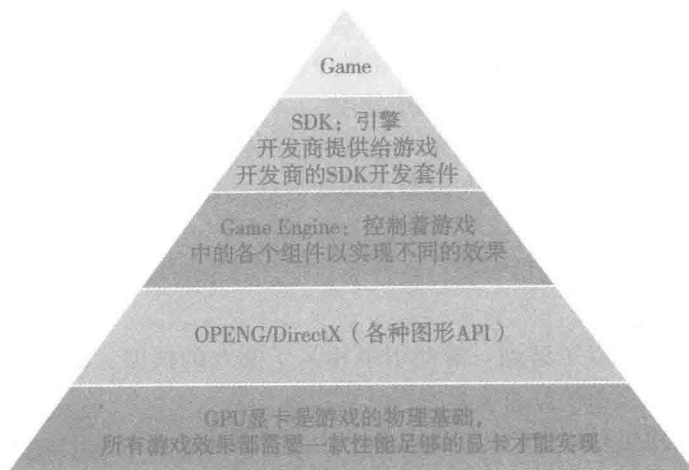 Game
SDK：引擎
开发商提供给游戏
开发商的SDK开发套件
Game Engine：控制着游戏
中的各个组件以实现不同的效果
OPENG/DirectX（各种图形API）
GPU显卡是游戏的物理基础，
所有游戏效果都需要一款性能足够的显卡才能实现